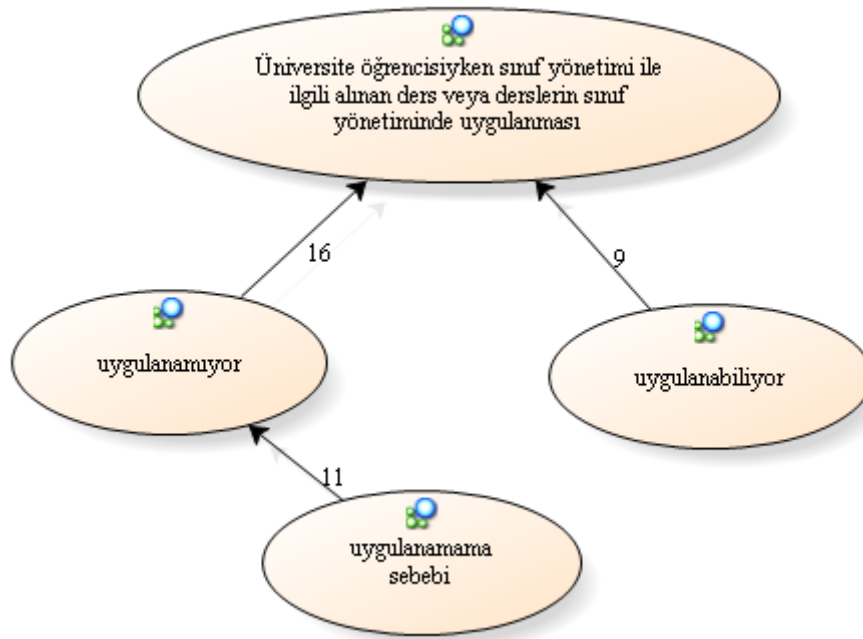 Üniversite öğrencisiyken sınıf yönetimi ile
ilgili alınan ders veya derslerin sınıf
yönetiminde uygulanması
16
9
uygulanamıyor
uygulanabiliyor
11
uygulanamama
sebebi